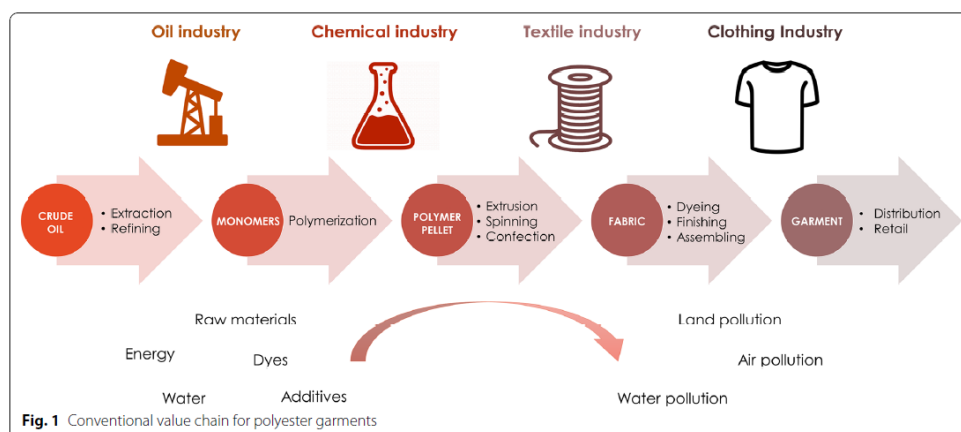 Oil industry
Chemical industry
Textile industry
Clothing Industry
CRUDE
OIL
• Extraction
• Refining
MONOMERS
Polymerization
POLYMER
PELLET
• Extrusion
• Spinning
• Confection
FABRIC
• Dyeing
• Finishing
• Assembling
GARMENT
• Distribution
• Retail
Raw materials
Land pollution
Energy
Dyes
Air pollution
Water
Additives
Water pollution
Fig. 1 Conventional value chain for polyester garments